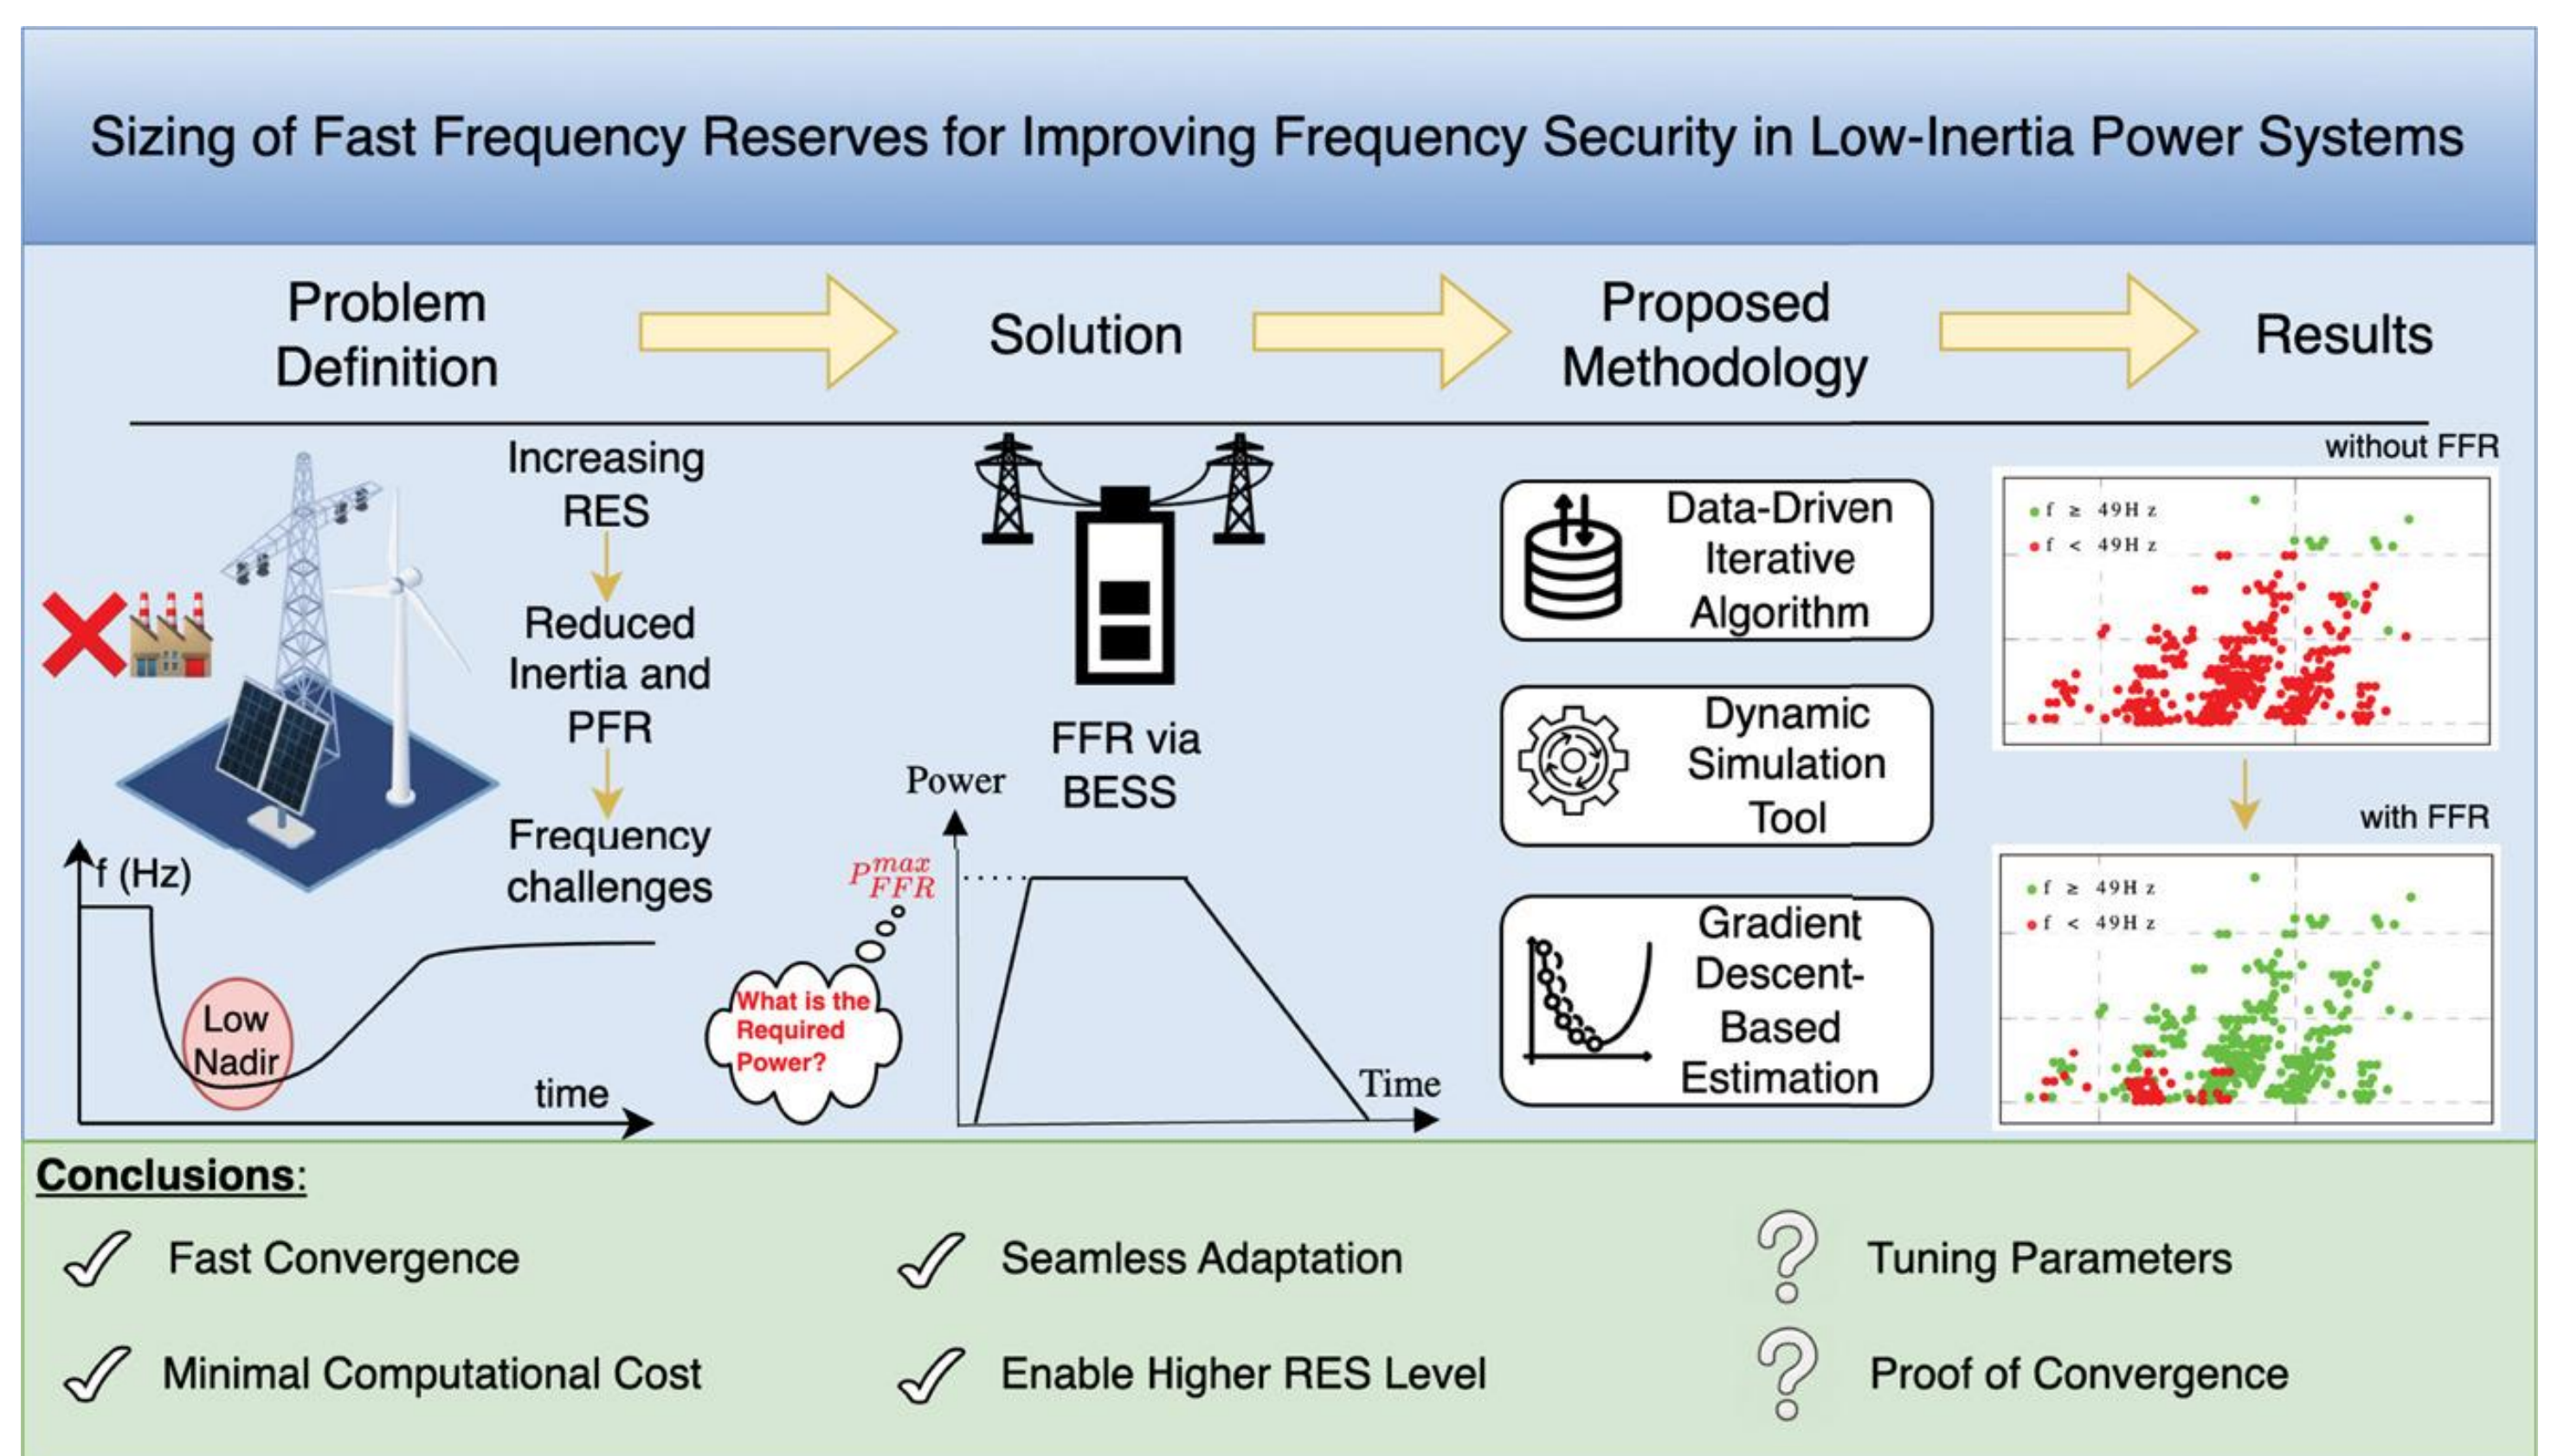 Sizing of Fast Frequency Reserves for Improving Frequency Security in Low-Inertia Power Systems
Problem
Definition
Solution
Proposed
Methodology
Results
Increasing
RES
Reduced
Inertia and
PFR
Frequency
challenges
f (Hz)
Low
Nadir
time
FFR via
BESS
Power
P_{FFR}^{max}
What is the
Required
Power?
Time
Data-Driven
Iterative
Algorithm
Dynamic
Simulation
Tool
Gradient
Descent-
Based
Estimation
without FFR
f ≥ 49Hz
f < 49Hz
with FFR
f ≥ 49Hz
f < 49Hz
Conclusions:
Fast Convergence
Seamless Adaptation
? Tuning Parameters
Minimal Computational Cost
Enable Higher RES Level
? Proof of Convergence